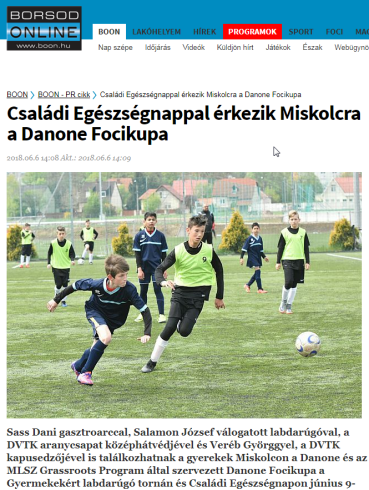 BORSOD
ONLINE
www.boon.hu
BOON LAKÓHELYEM HÍREK PROGRAMOK SPORT FOCI MA
Nap szépe Időjárás Videók Küldjön hírt Játékok Észak Webügynö
BOON ❯ BOON - PR cikk ❯ Családi Egészségnappal érkezik Miskolcra a Danone Focikupa
Családi Egészségnappal érkezik Miskolcra
a Danone Focikupa
2018.06.6 14:08 Akt.: 2018.06.6 14:09
9
Sass Dani gasztroarccal, Salamon József válogatott labdarúgóval, a
DVTK aranycsapat középhátvédjével és Veréb Györggyel, a DVTK
kapusedzőjével is találkozhatnak a gyerekek Miskolcon a Danone és az
MLSZ Grassroots Program által szervezett Danone Focikupa a
Gyermekekért labdarúgó tornán és Családi Egészségnapon június 9-